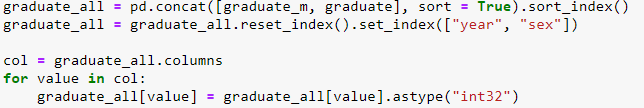 graduate_all = pd.concat([graduate_m, graduate], sort = True).sort_index()
graduate_all = graduate_all.reset_index().set_index(["year", "sex"])

col = graduate_all.columns
for value in col:
    graduate_all[value] = graduate_all[value].astype("int32")